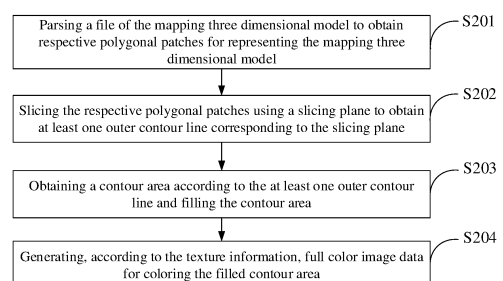 Parsing a file of the mapping three dimensional model to obtain
respective polygonal patches for representing the mapping three
dimensional model
S201
Slicing the respective polygonal patches using a slicing plane to obtain
at least one outer contour line corresponding to the slicing plane
S202
Obtaining a contour area according to the at least one outer contour
line and filling the contour area
S203
Generating, according to the texture information, full color image data
for coloring the filled contour area
S204